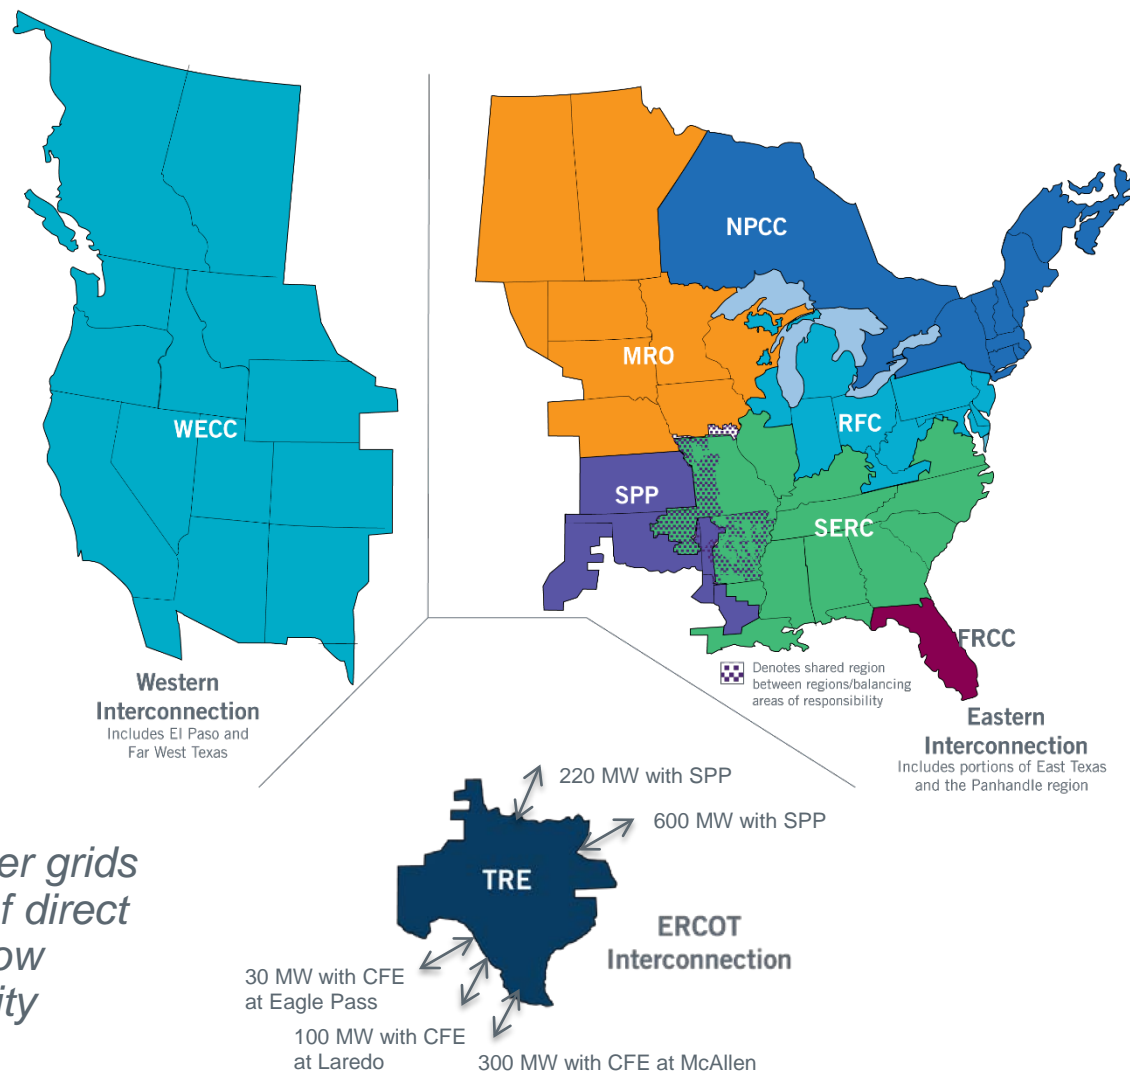 NPCC
MRO
WECC
RFC
SPP
SERC
FRCC
Denotes shared region
between regions/balancing
areas of responsibility
Western
Interconnection
Includes El Paso and
Far West Texas
Eastern
Interconnection
Includes portions of East Texas
and the Panhandle region
220 MW with SPP
600 MW with SPP
TRE
ERCOT
Interconnection
grids
direct
30 MW with CFE
at Eagle Pass
100 MW with CFE
at Laredo
300 MW with CFE at McAllen